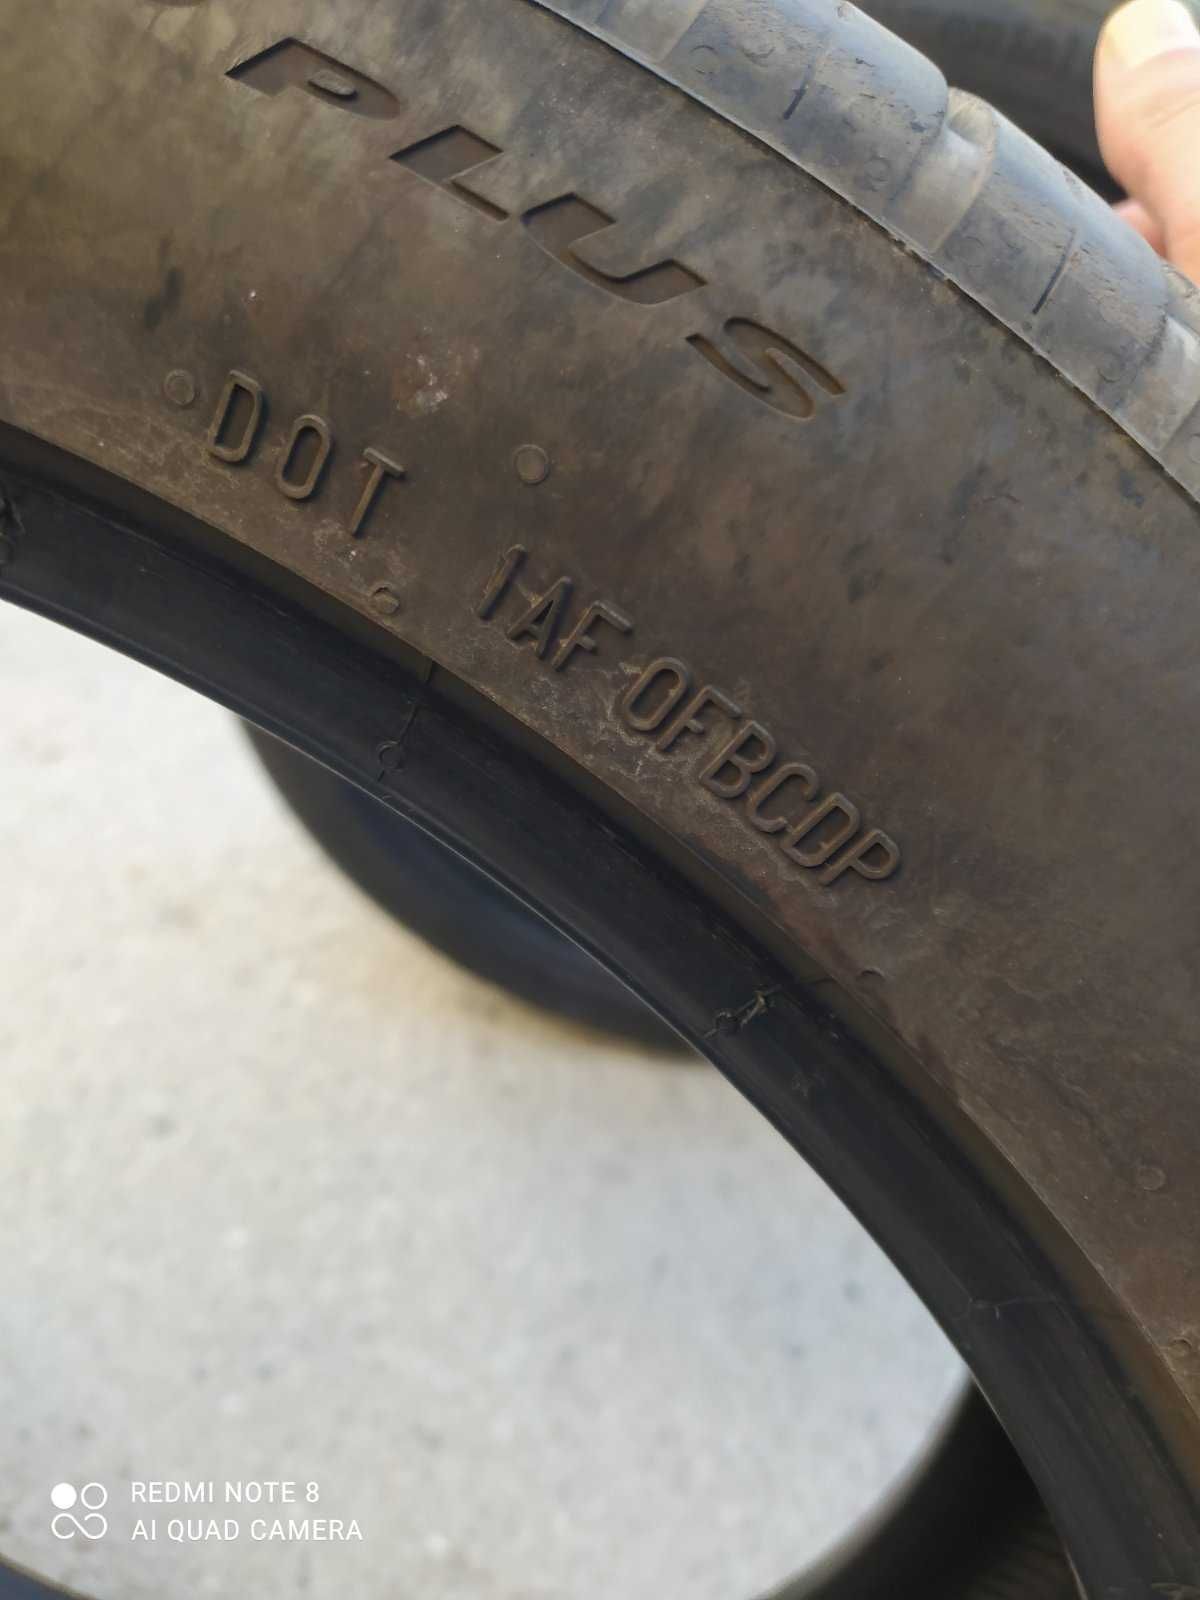 PLUS
DOT 1AF 0FBCDP
REDMI NOTE 8
AI QUAD CAMERA